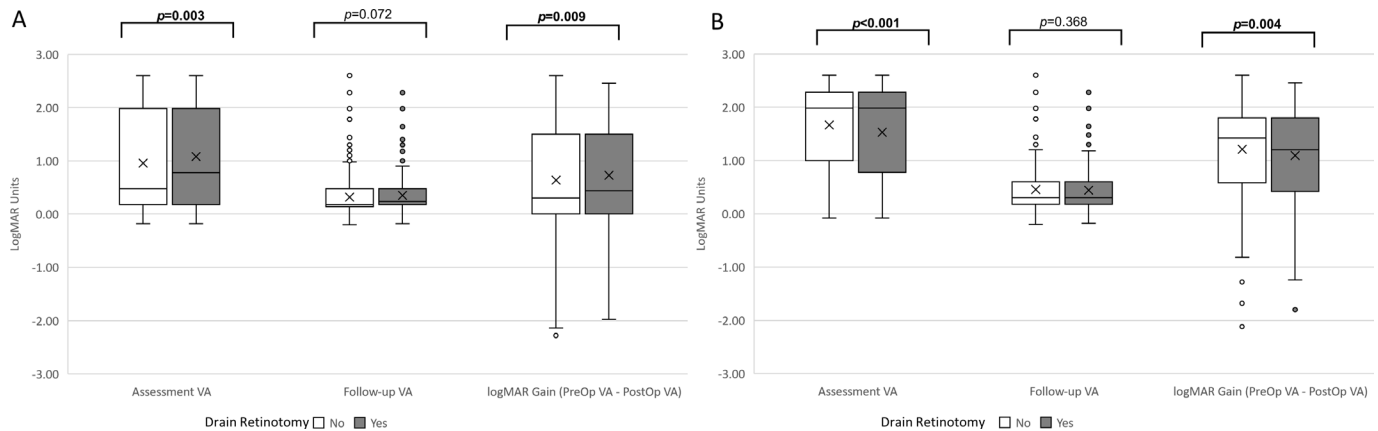 A
p=0.003
p=0.072
p=0.009
3.00
2.00
1.00
0.00
-1.00
-2.00
-3.00
LogMAR Units
Assessment VA
Follow-up VA
logMAR Gain (PreOp VA - PostOp VA)
Drain Retinotomy No Yes
B
p<0.001
p=0.368
p=0.004
3.00
2.00
1.00
0.00
-1.00
-2.00
-3.00
LogMAR Units
Assessment VA
Follow-up VA
logMAR Gain (PreOp VA - PostOp VA)
Drain Retinotomy No Yes